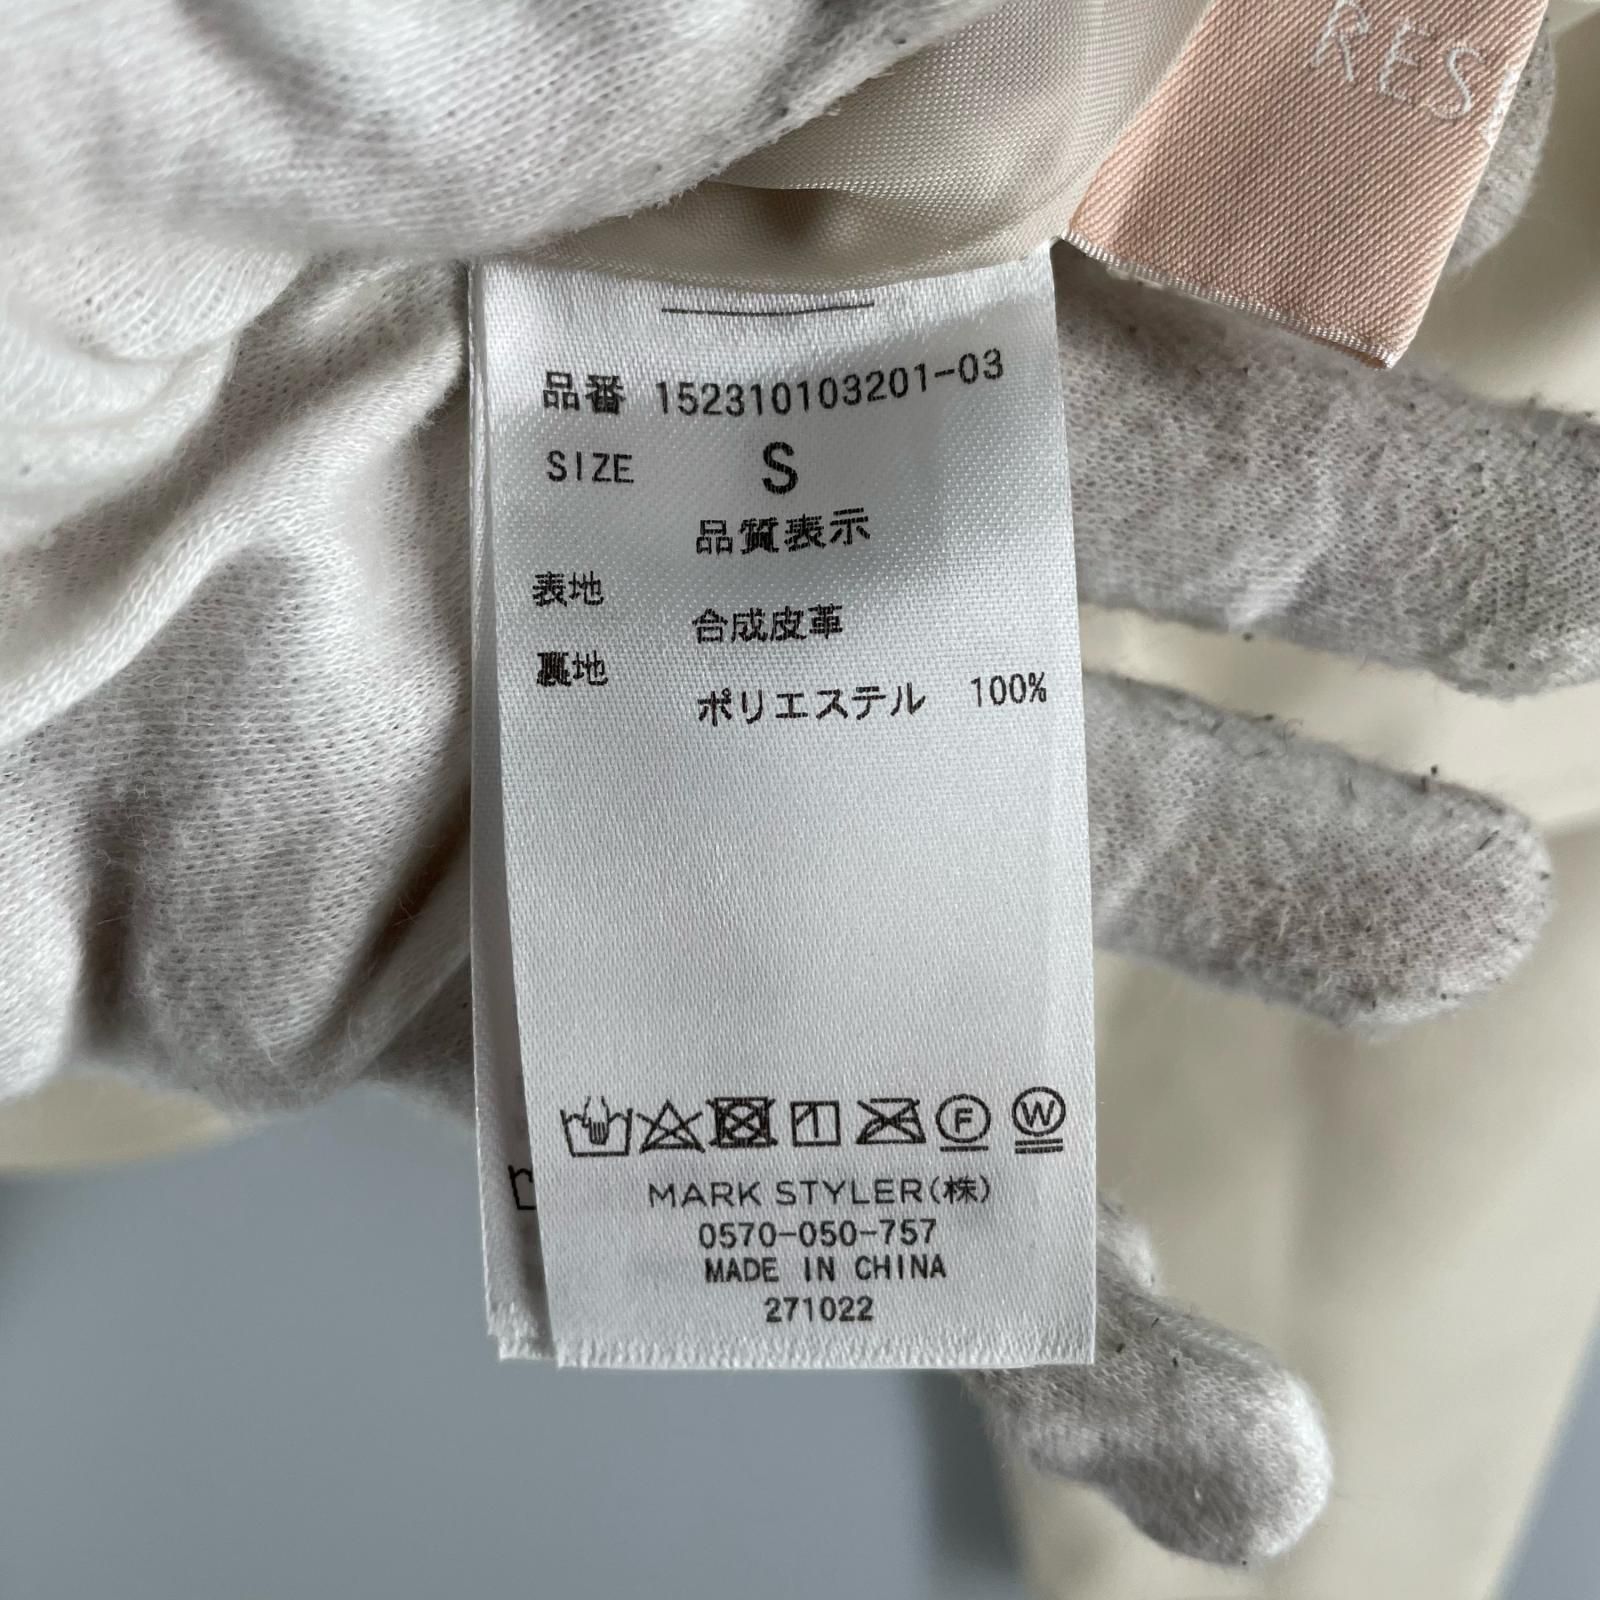 RES
品番 152310103201-03
SIZE S
品質表示
表地
合成皮革
裏地
ポリエステル 100%
F W
MARK STYLER(株)
0570-050-757
MADE IN CHINA
271022